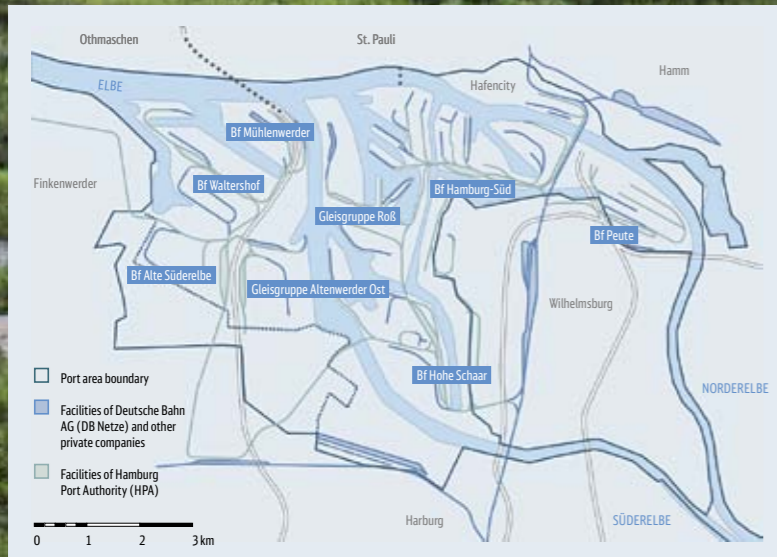 Othmaschen
St. Pauli
Hafencity
Hamm
ELBE
Bf Mühlenwerder
Finkenwerder
Bf Waltershof
Bf Hamburg-Süd
Gleisgruppe Roß
Bf Peute
Bf Alte Süderelbe
Gleisgruppe Altenwerder Ost
Wilhelmsburg
Bf Hohe Schaar
NORDERELBE
Port area boundary
Facilities of Deutsche Bahn
AG (DB Netze) and other
private companies
Facilities of Hamburg
Port Authority (HPA)
Harburg
SÜDERELBE
0 1 2 3 km